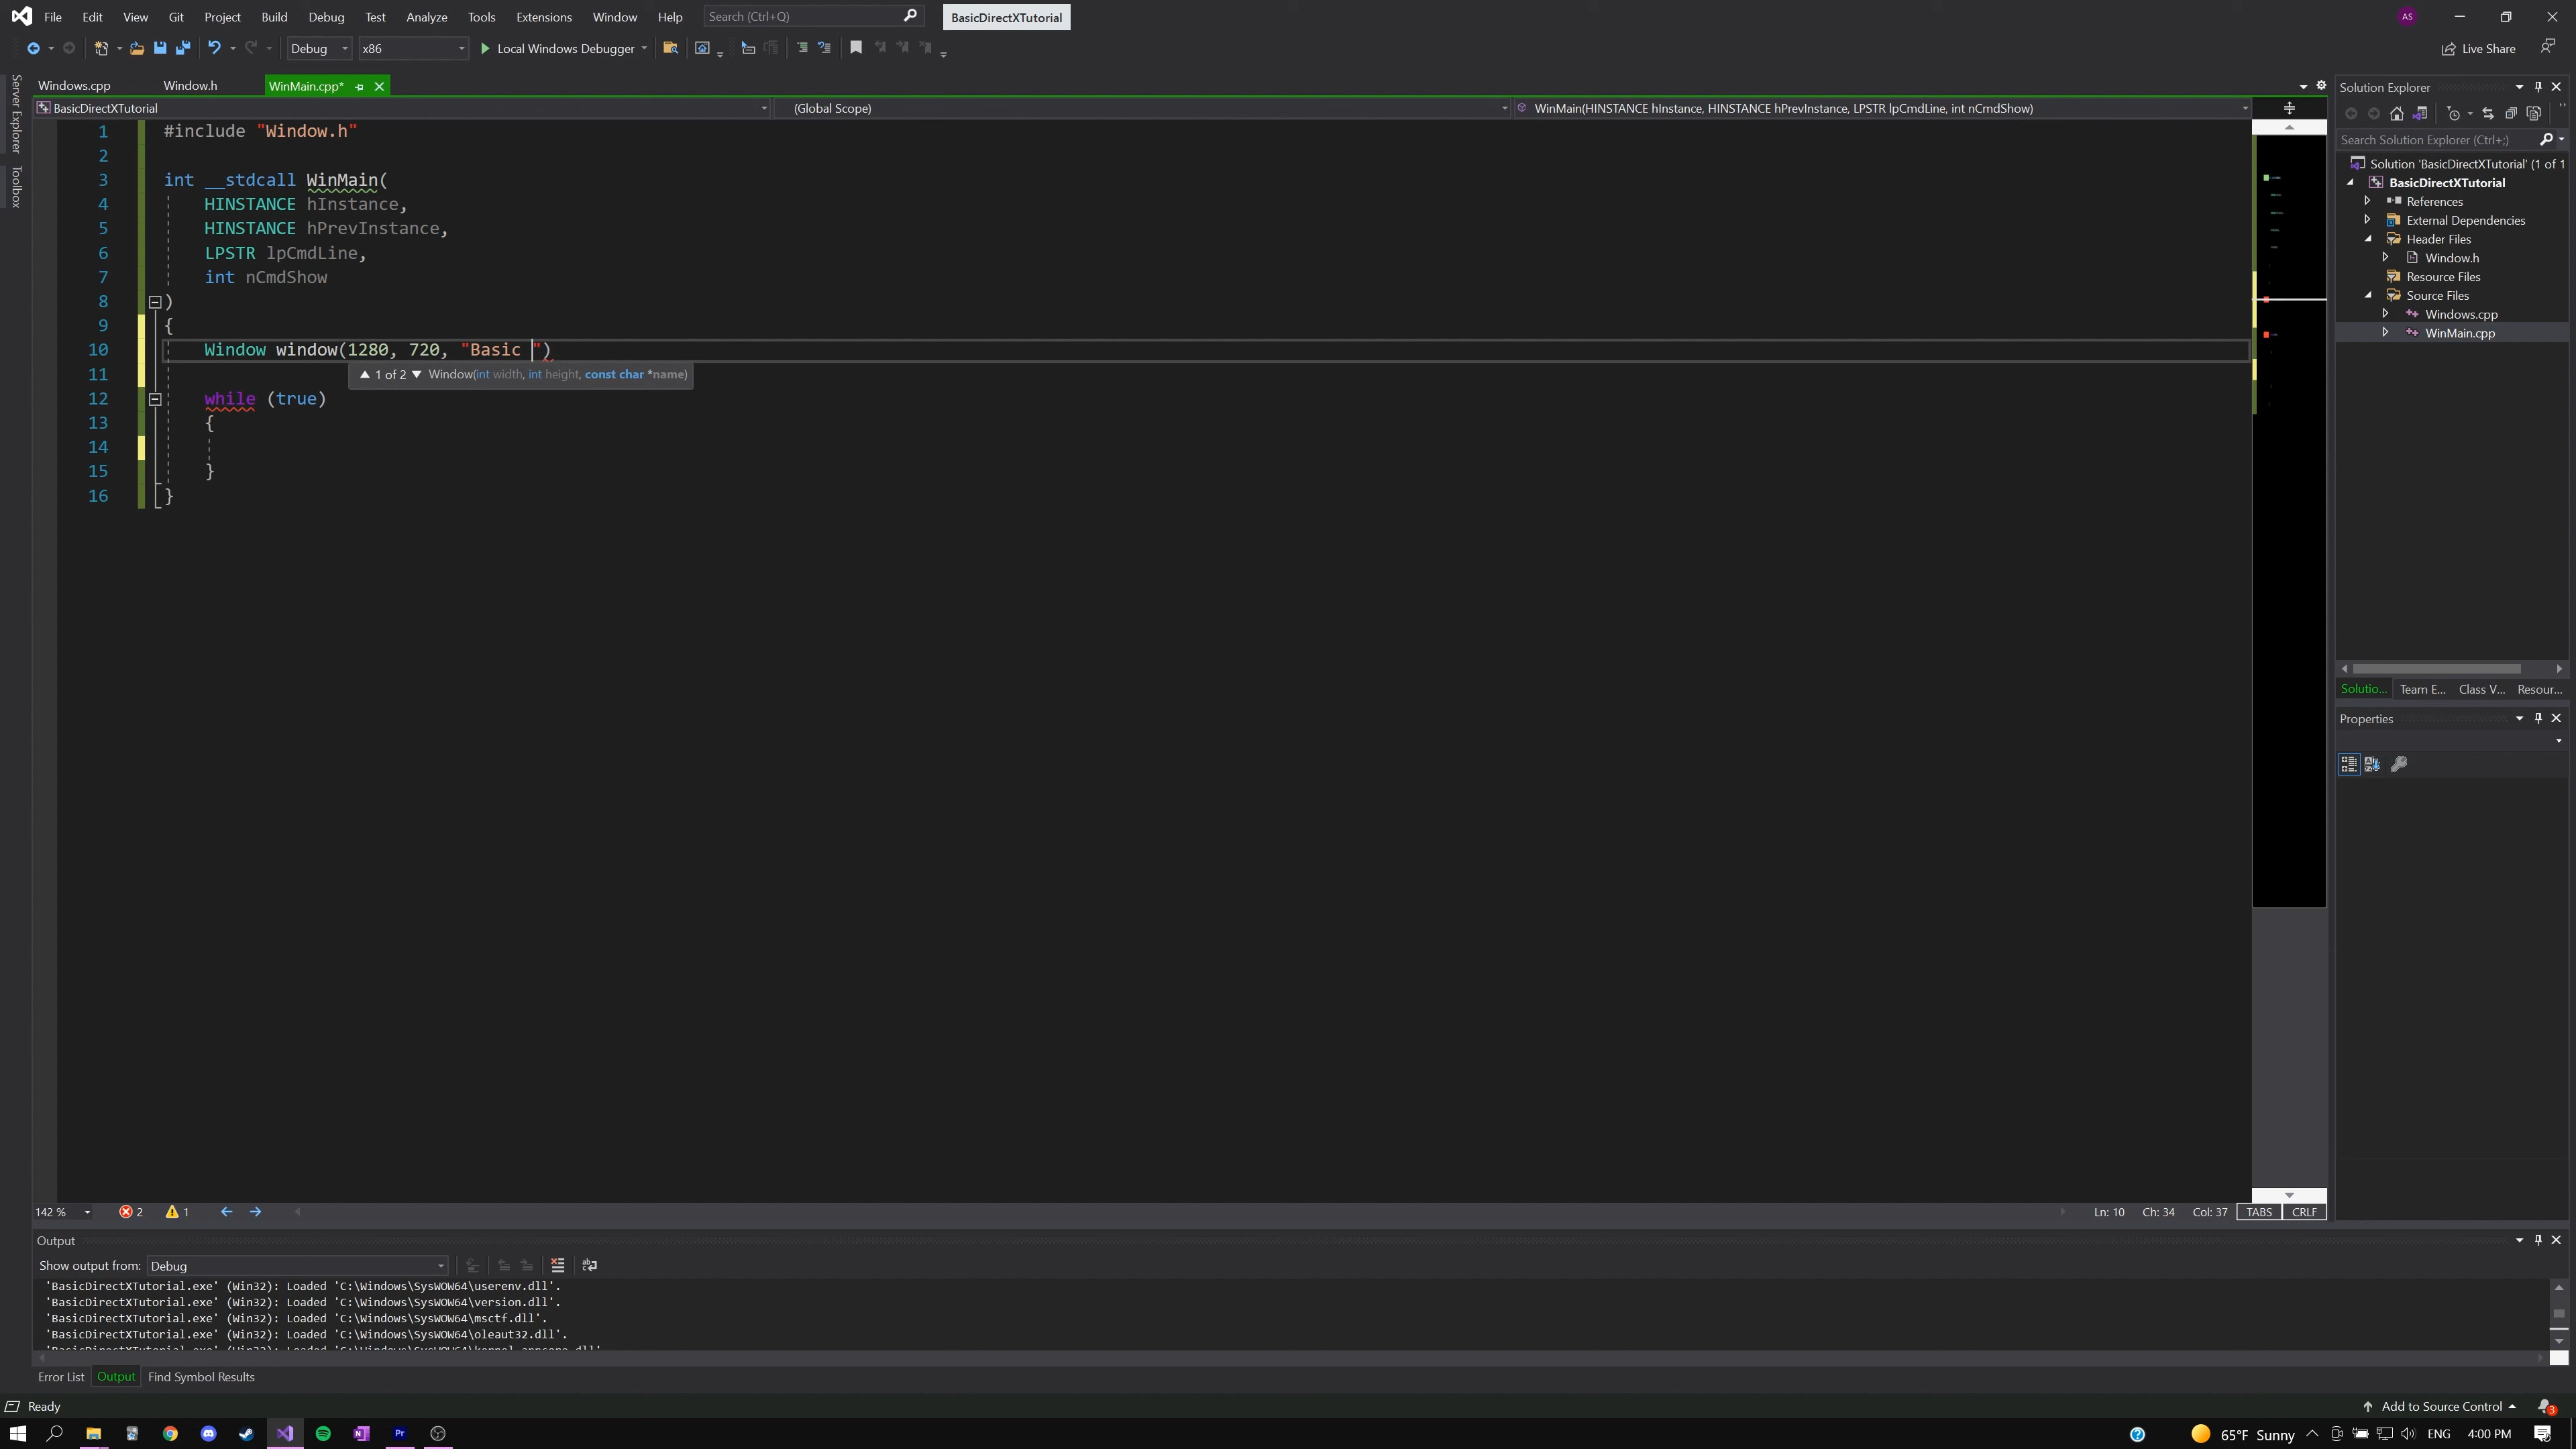 File Edit View Git Project Build Debug Test Analyze Tools Extensions Window Help Search (Ctrl+Q) BasicDirectXTutorial AS
Debug x86 Local Windows Debugger Live Share
Server Explorer
Toolbox
Windows.cpp Window.h WinMain.cpp*
BasicDirectXTutorial (Global Scope) WinMain(HINSTANCE hInstance, HINSTANCE hPrevInstance, LPSTR lpCmdLine, int nCmdShow)
1 #include "Window.h"
2
3 int __stdcall WinMain(
4 HINSTANCE hInstance,
5 HINSTANCE hPrevInstance,
6 LPSTR lpCmdLine,
7 int nCmdShow
8 )
9 {
10 Window window(1280, 720, "Basic ")
1 of 2 Window(int width, int height, const char *name)
11
12 while (true)
13 {
14
15 }
16 }
Solution Explorer
Search Solution Explorer (Ctrl+;)
Solution 'BasicDirectXTutorial' (1 of 1
BasicDirectXTutorial
References
External Dependencies
Header Files
Window.h
Resource Files
Source Files
Windows.cpp
WinMain.cpp
Solutio... Team E... Class V... Resour...
Properties
142 % 2 1 Ln: 10 Ch: 34 Col: 37 TABS CRLF
Output
Show output from: Debug
'BasicDirectXTutorial.exe' (Win32): Loaded 'C:\Windows\SysWOW64\userenv.dll'.
'BasicDirectXTutorial.exe' (Win32): Loaded 'C:\Windows\SysWOW64\version.dll'.
'BasicDirectXTutorial.exe' (Win32): Loaded 'C:\Windows\SysWOW64\msctf.dll'.
'BasicDirectXTutorial.exe' (Win32): Loaded 'C:\Windows\SysWOW64\oleaut32.dll'.
Error List Output Find Symbol Results
Ready Add to Source Control 3
N Pr 65°F Sunny ENG 4:00 PM